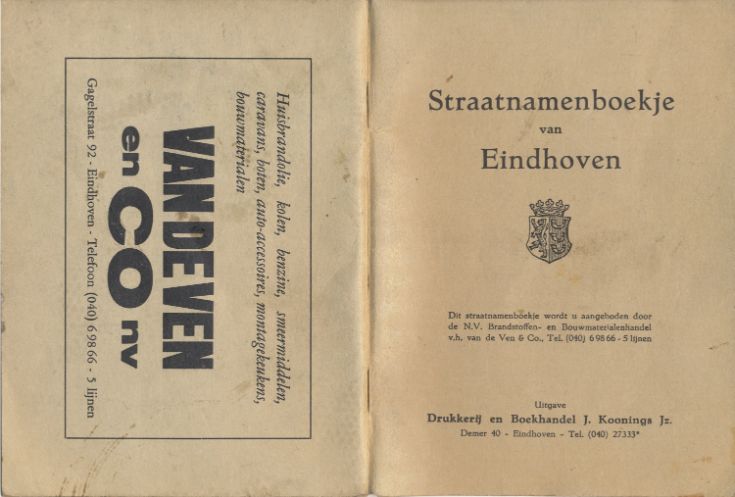 Huisbrandolie, kolen, benzine, smeermiddelen,
caravans, boten, auto-accessoires, montagekeukens,
bouwmaterialen
VAN DE VEN
en CO nv
Gagelstraat 92 - Eindhoven - Telefoon (040) 6 98 66 - 5 lijnen
Straatnamenboekje
van
Eindhoven
Dit straatnamenboekje wordt u aangeboden door
de N.V. Brandstoffen- en Bouwmaterialenhandel
v.h. van de Ven & Co., Tel. (040) 6 98 66 - 5 lijnen
Uitgave
Drukkerij en Boekhandel J. Koonings Jz.
Demer 40 - Eindhoven - Tel. (040) 27333*